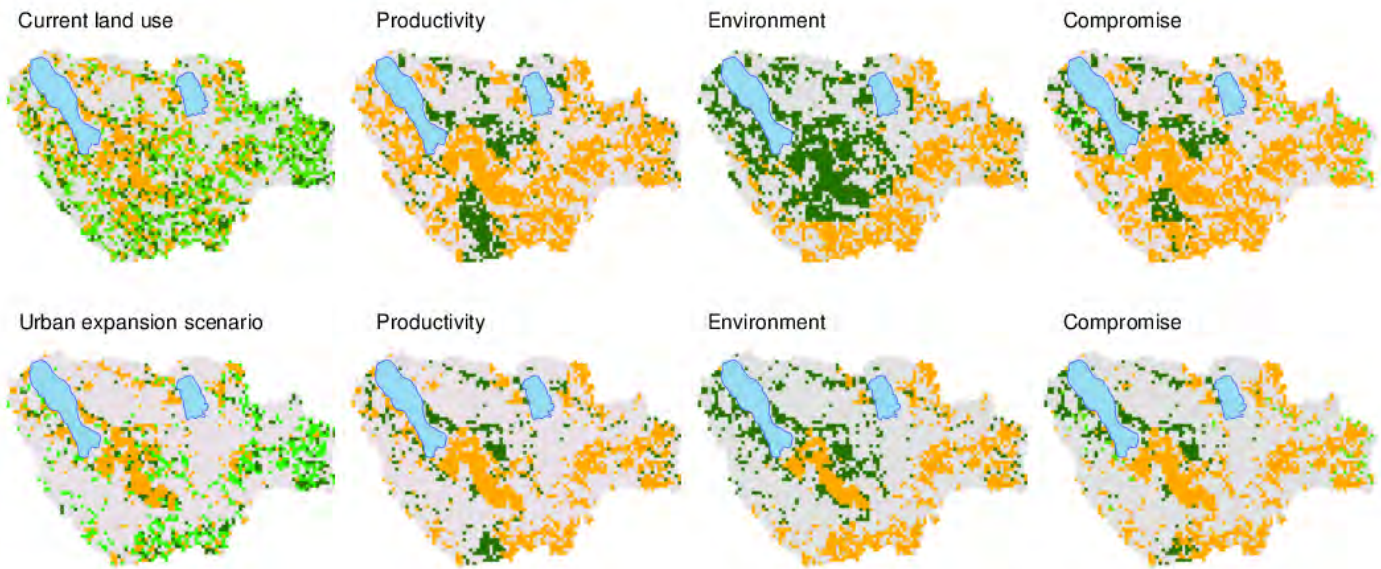 Current land use
Productivity
Environment
Compromise
Urban expansion scenario
Productivity
Environment
Compromise